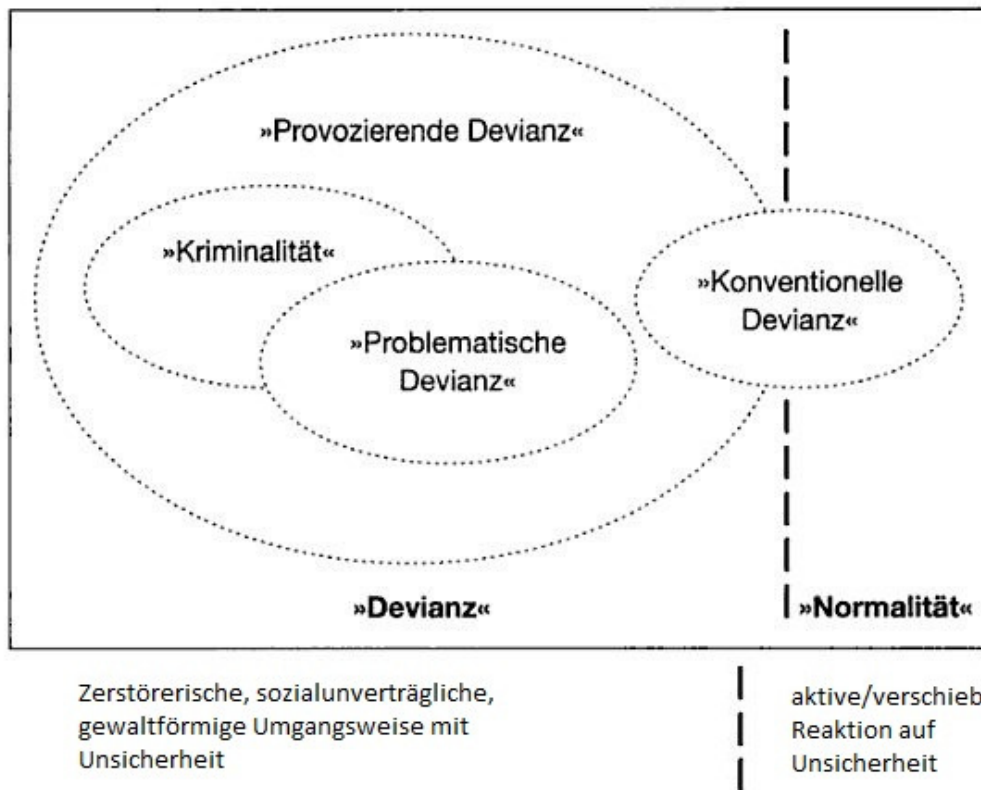 »Provozierende Devianz«
»Kriminalität«
»Konventionelle
Devianz«
»Problematische
Devianz«
»Devianz«
»Normalität«
Zerstörerische, sozialunverträgliche,
gewaltförmige Umgangsweise mit
Unsicherheit
aktive/verschieb
Reaktion auf
Unsicherheit